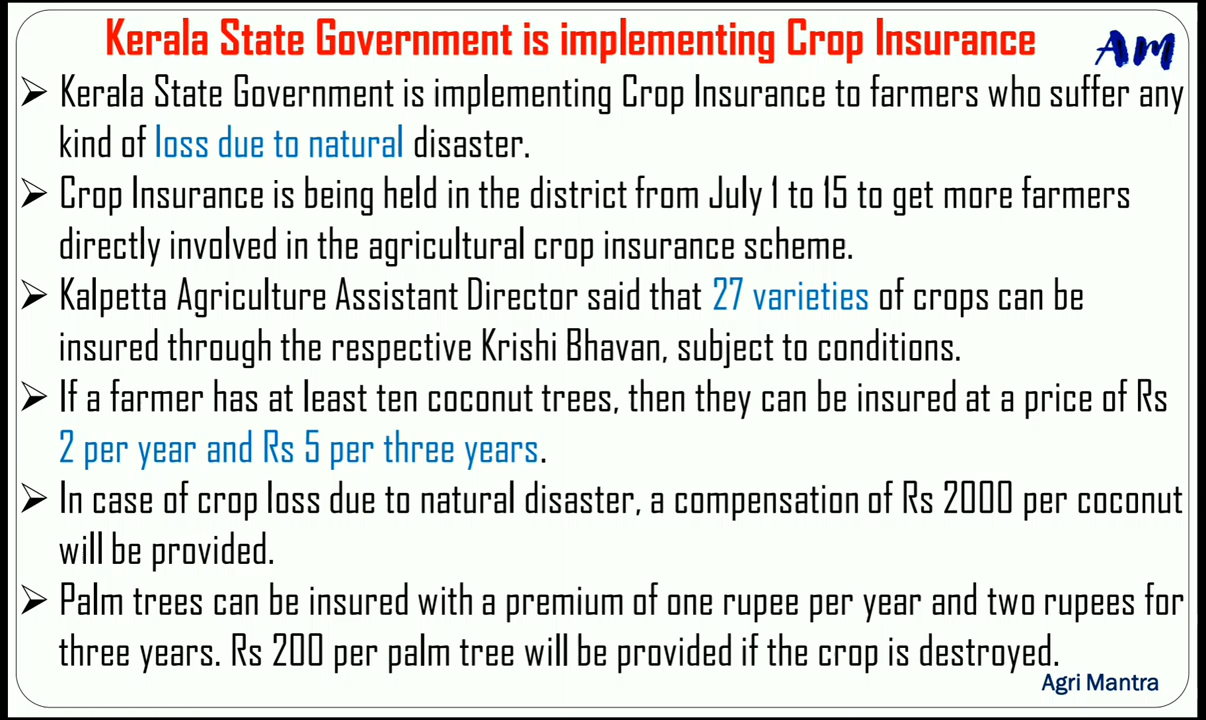 Kerala State Government is implementing Crop Insurance
AM
➢ Kerala State Government is implementing Crop Insurance to farmers who suffer any
kind of loss due to natural disaster.
➢ Crop Insurance is being held in the district from July 1 to 15 to get more farmers
directly involved in the agricultural crop insurance scheme.
➢ Kalpetta Agriculture Assistant Director said that 27 varieties of crops can be
insured through the respective Krishi Bhavan, subject to conditions.
➢ If a farmer has at least ten coconut trees, then they can be insured at a price of Rs
2 per year and Rs 5 per three years.
➢ In case of crop loss due to natural disaster, a compensation of Rs 2000 per coconut
will be provided.
➢ Palm trees can be insured with a premium of one rupee per year and two rupees for
three years. Rs 200 per palm tree will be provided if the crop is destroyed.
Agri Mantra